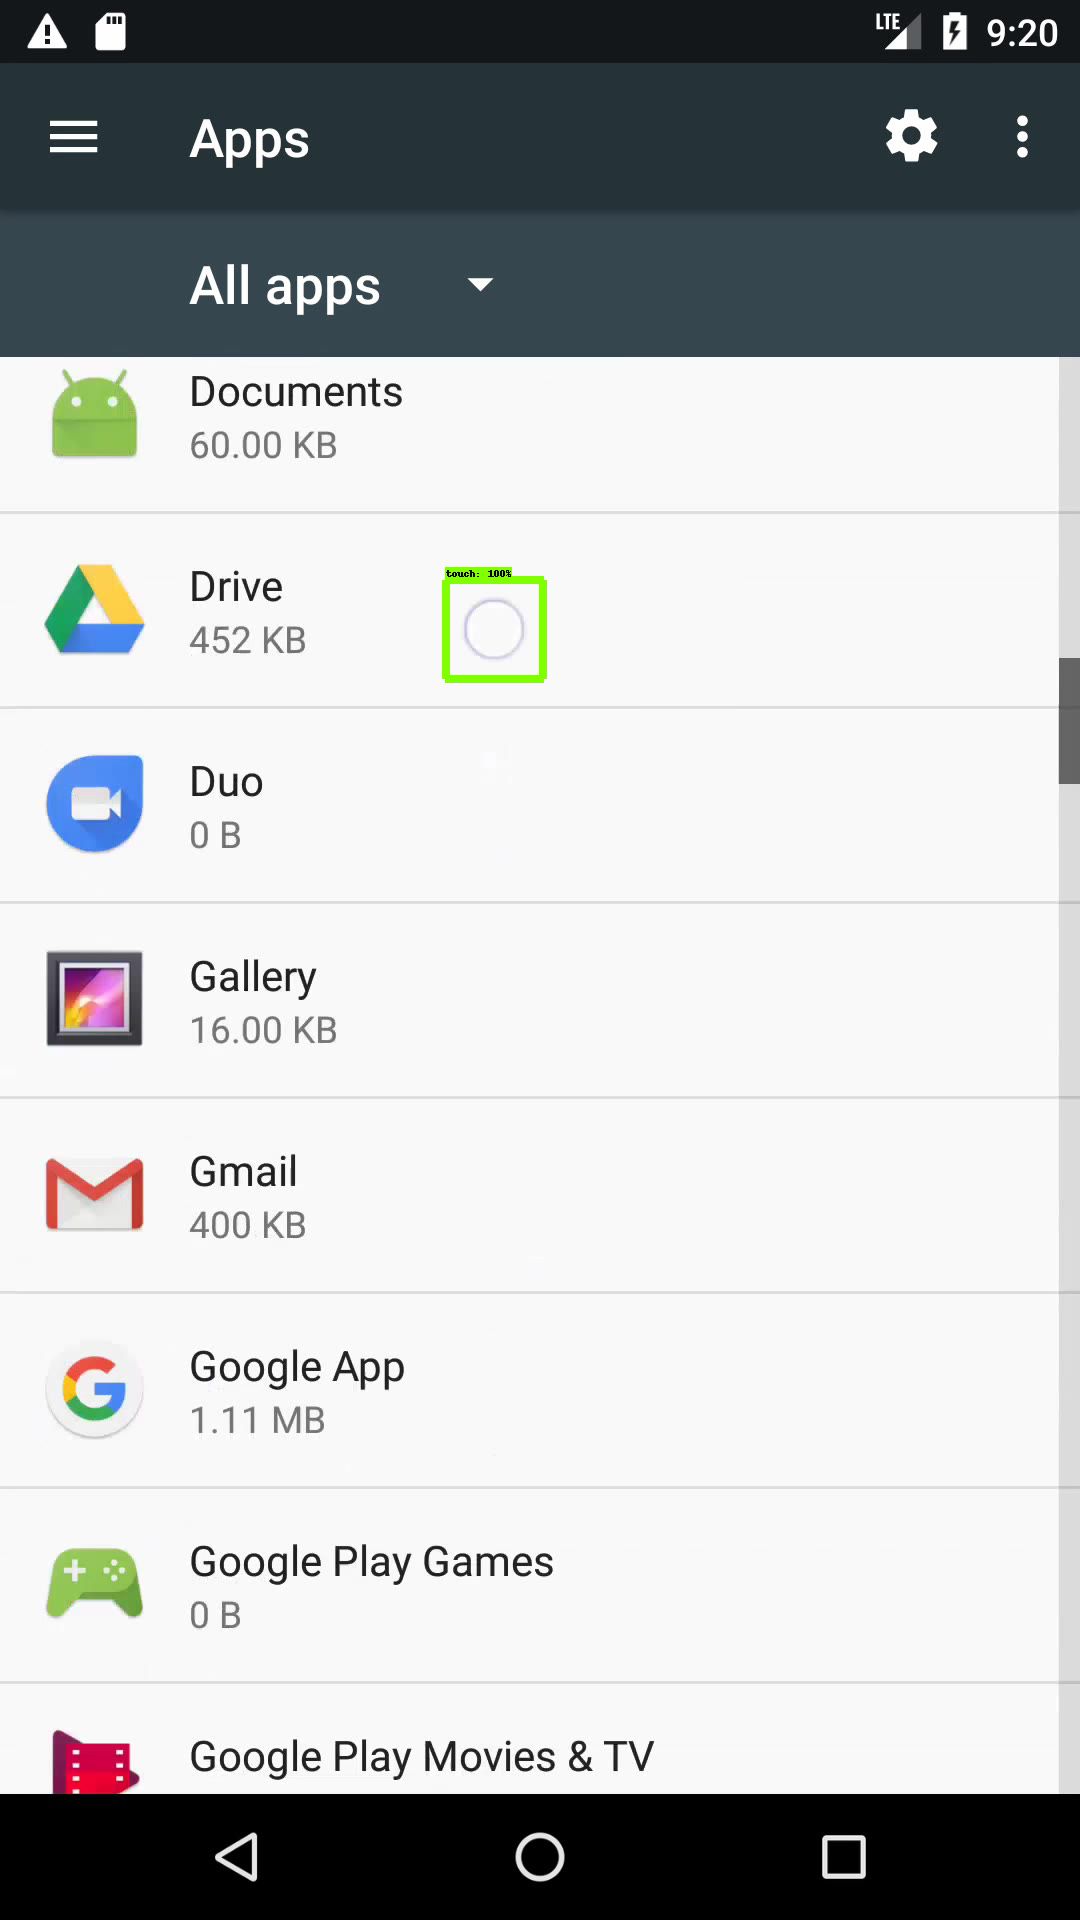 LTE 9:20
Apps
All apps
Documents
60.00 KB
touch: 100%
Drive
452 KB
Duo
0 B
Gallery
16.00 KB
Gmail
400 KB
Google App
1.11 MB
Google Play Games
0 B
Google Play Movies & TV